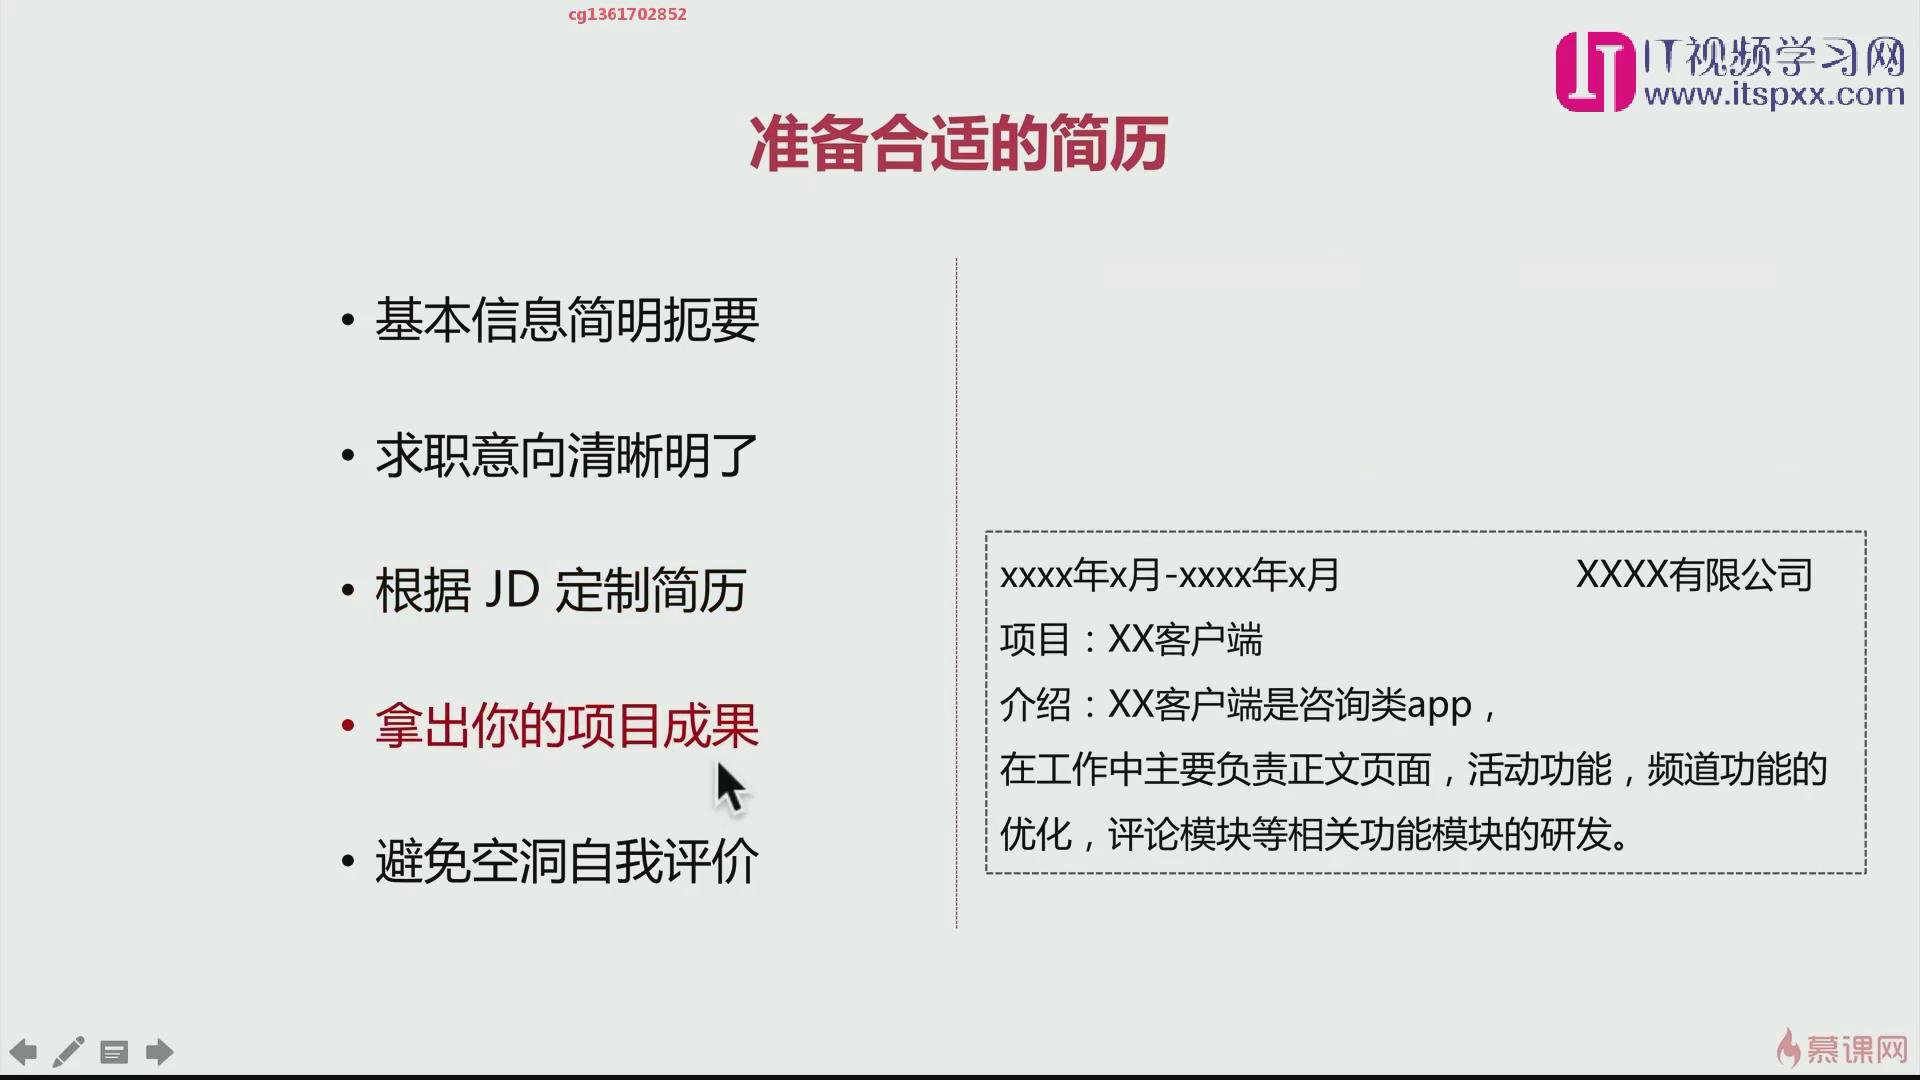 cg1361702852
IT视频学习网
www.itspxx.com
准备合适的简历
• 基本信息简明扼要
• 求职意向清晰明了
• 根据 JD 定制简历
• 拿出你的项目成果
• 避免空洞自我评价
xxxx年x月-xxxx年x月 XXXX有限公司
项目：XX客户端
介绍：XX客户端是咨询类app，
在工作中主要负责正文页面，活动功能，频道功能的
优化，评论模块等相关功能模块的研发。
慕课网